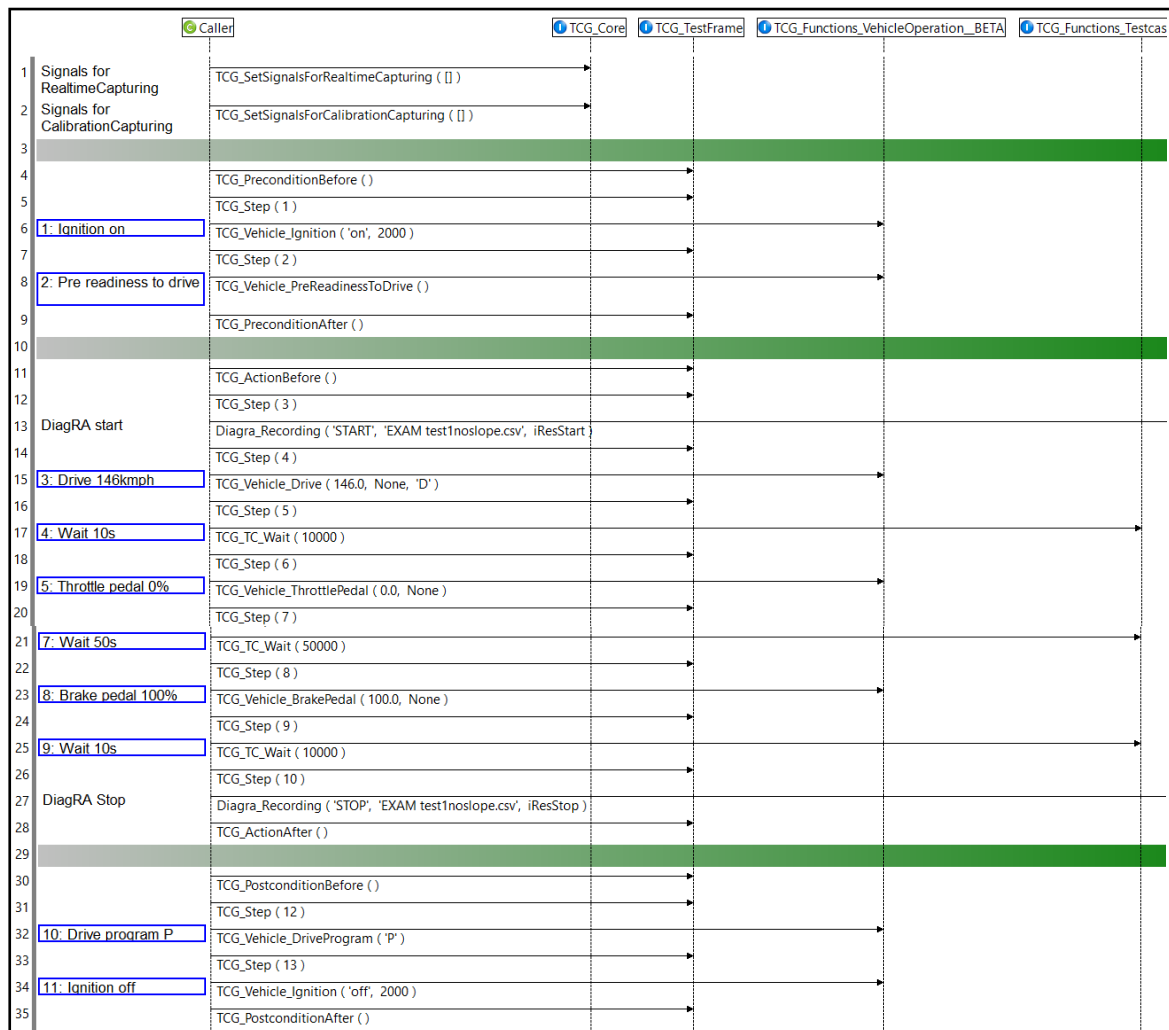 C Caller
I TCG_Core
I TCG_TestFrame
I TCG_Functions_VehicleOperation__BETA
I TCG_Functions_Testcas
1 Signals for
RealtimeCapturing
TCG_SetSignalsForRealtimeCapturing ( [] )
2 Signals for
CalibrationCapturing
TCG_SetSignalsForCalibrationCapturing ( [] )
3
4
TCG_PreconditionBefore ( )
5
TCG_Step ( 1 )
6 1: Ignition on
TCG_Vehicle_Ignition ( 'on', 2000 )
7
TCG_Step ( 2 )
8 2: Pre readiness to drive
TCG_Vehicle_PreReadinessToDrive ( )
9
TCG_PreconditionAfter ( )
10
11
TCG_ActionBefore ( )
12
TCG_Step ( 3 )
13 DiagRA start
Diagra_Recording ( 'START', 'EXAM test1noslope.csv', iResStart )
14
TCG_Step ( 4 )
15 3: Drive 146kmph
TCG_Vehicle_Drive ( 146.0, None, 'D' )
16
TCG_Step ( 5 )
17 4: Wait 10s
TCG_TC_Wait ( 10000 )
18
TCG_Step ( 6 )
19 5: Throttle pedal 0%
TCG_Vehicle_ThrottlePedal ( 0.0, None )
20
TCG_Step ( 7 )
21 7: Wait 50s
TCG_TC_Wait ( 50000 )
22
TCG_Step ( 8 )
23 8: Brake pedal 100%
TCG_Vehicle_BrakePedal ( 100.0, None )
24
TCG_Step ( 9 )
25 9: Wait 10s
TCG_TC_Wait ( 10000 )
26
TCG_Step ( 10 )
27 DiagRA Stop
Diagra_Recording ( 'STOP', 'EXAM test1noslope.csv', iResStop )
28
TCG_ActionAfter ( )
29
30
TCG_PostconditionBefore ( )
31
TCG_Step ( 12 )
32 10: Drive program P
TCG_Vehicle_DriveProgram ( 'P' )
33
TCG_Step ( 13 )
34 11: Ignition off
TCG_Vehicle_Ignition ( 'off', 2000 )
35
TCG_PostconditionAfter ( )